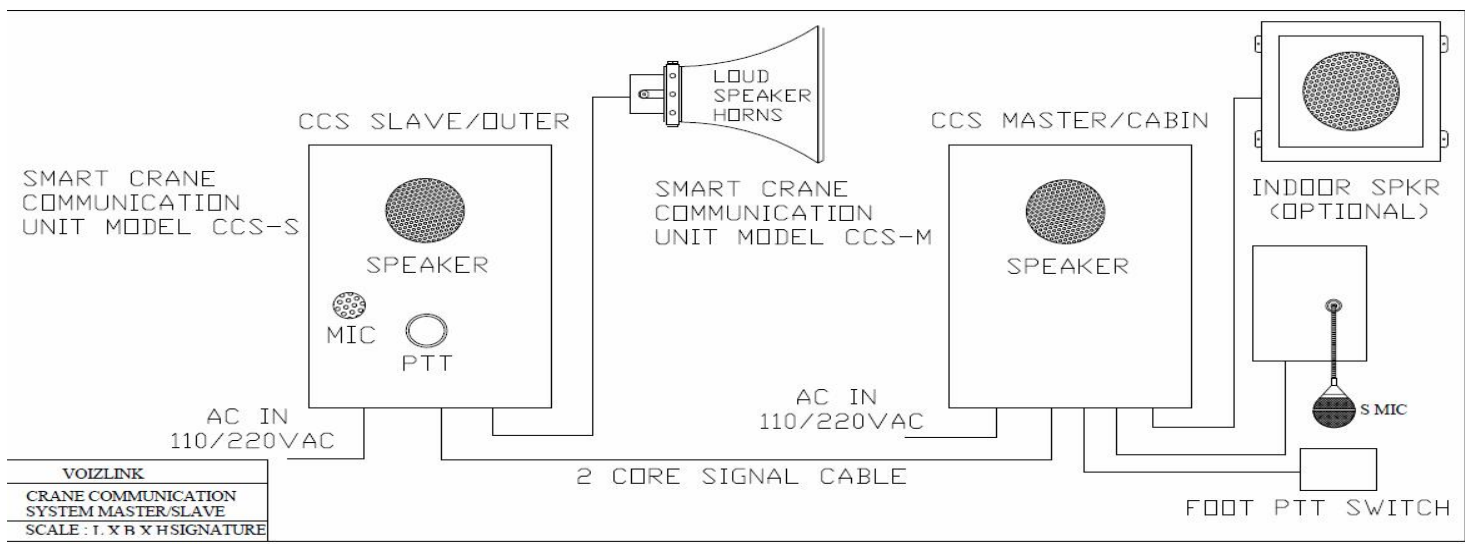 LOUD
SPEAKER
HORNS
CCS SLAVE/OUTER
CCS MASTER/CABIN
SMART CRANE
COMMUNICATION
UNIT MODEL CCS-S
SPEAKER
MIC
PTT
SMART CRANE
COMMUNICATION
UNIT MODEL CCS-M
SPEAKER
INDOOR SPKR
(OPTIONAL)
S MIC
AC IN
110/220VAC
AC IN
110/220VAC
2 CORE SIGNAL CABLE
FOOT PTT SWITCH
VOIZLINK
CRANE COMMUNICATION
SYSTEM MASTER/SLAVE
SCALE : L X B X H SIGNATURE